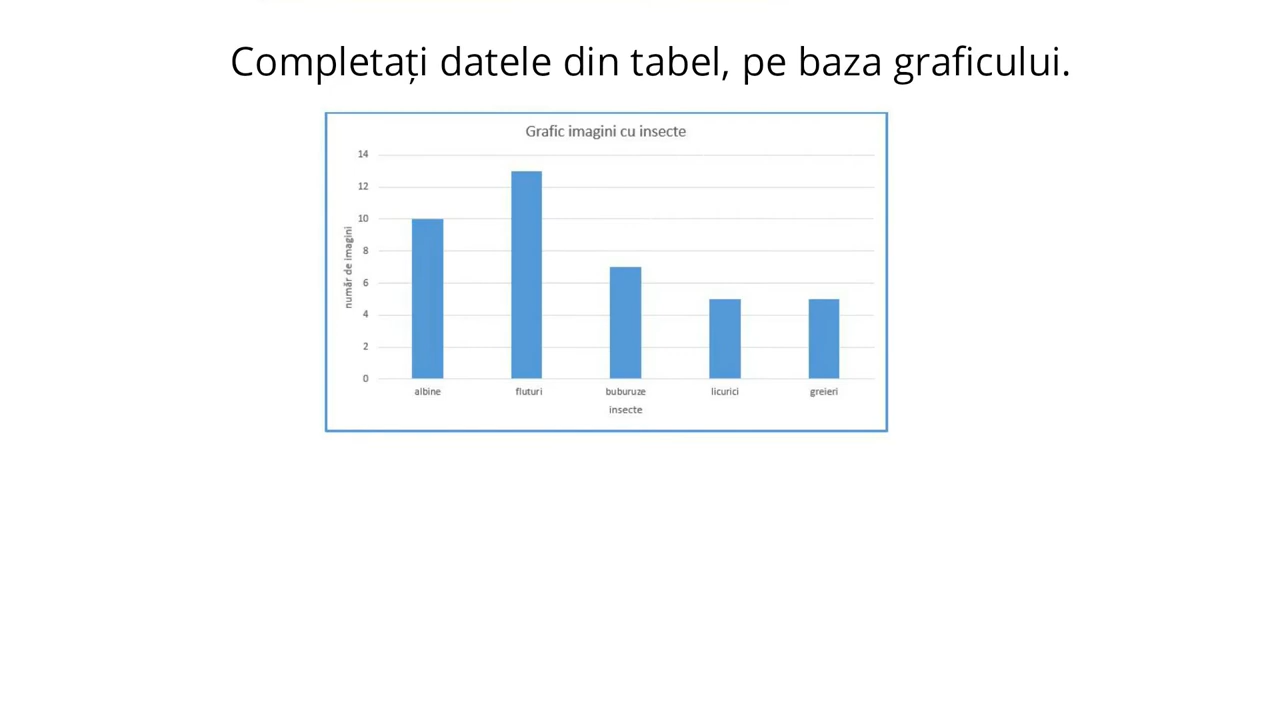 Completați datele din tabel, pe baza graficului.
Grafic imagini cu insecte
14
12
10
8
6
4
2
0
număr de imagini
albine fluturi buburuze licurici greieri
insecte